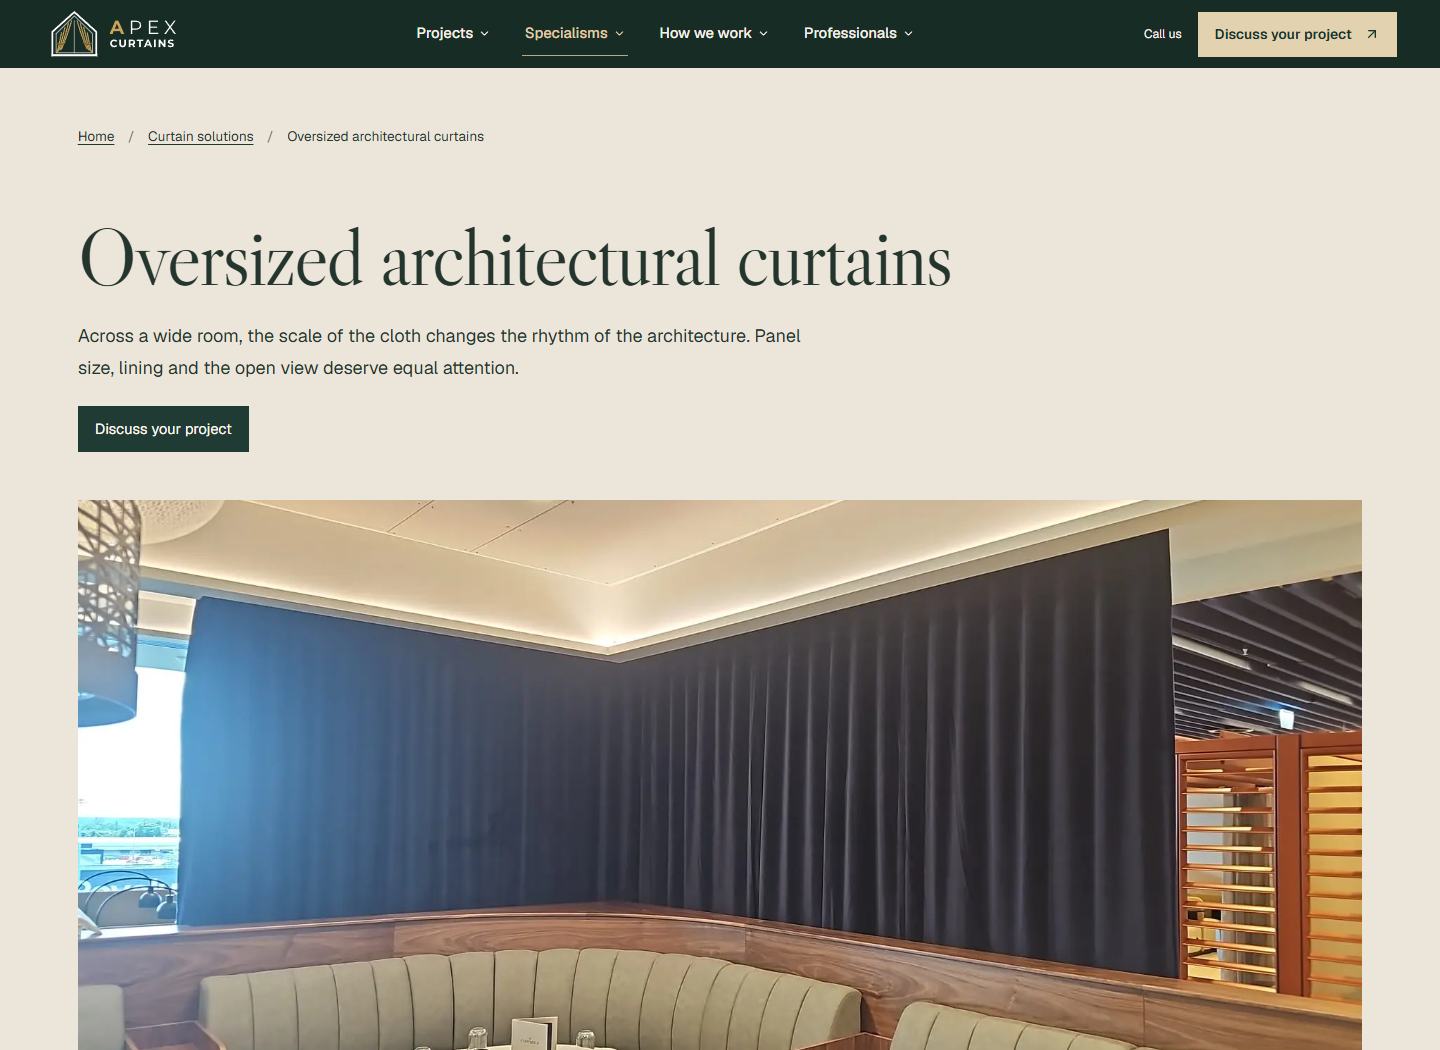 APEX
CURTAINS
Projects
Specialisms
How we work
Professionals
Call us
Discuss your project
Home / Curtain solutions / Oversized architectural curtains
Oversized architectural curtains
Across a wide room, the scale of the cloth changes the rhythm of the architecture. Panel
size, lining and the open view deserve equal attention.
Discuss your project